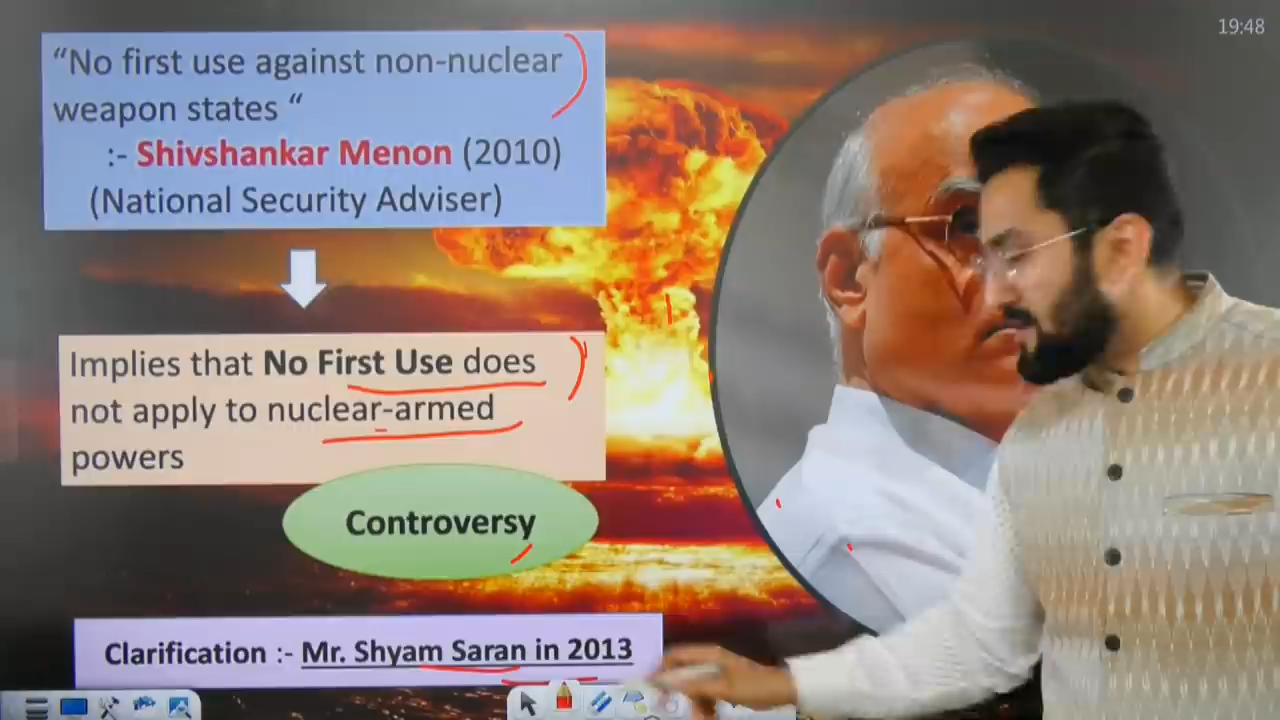 19:48
“No first use against non-nuclear
weapon states “
:- Shivshankar Menon (2010)
(National Security Adviser)
Implies that No First Use does
not apply to nuclear-armed
powers
Controversy
Clarification :- Mr. Shyam Saran in 2013